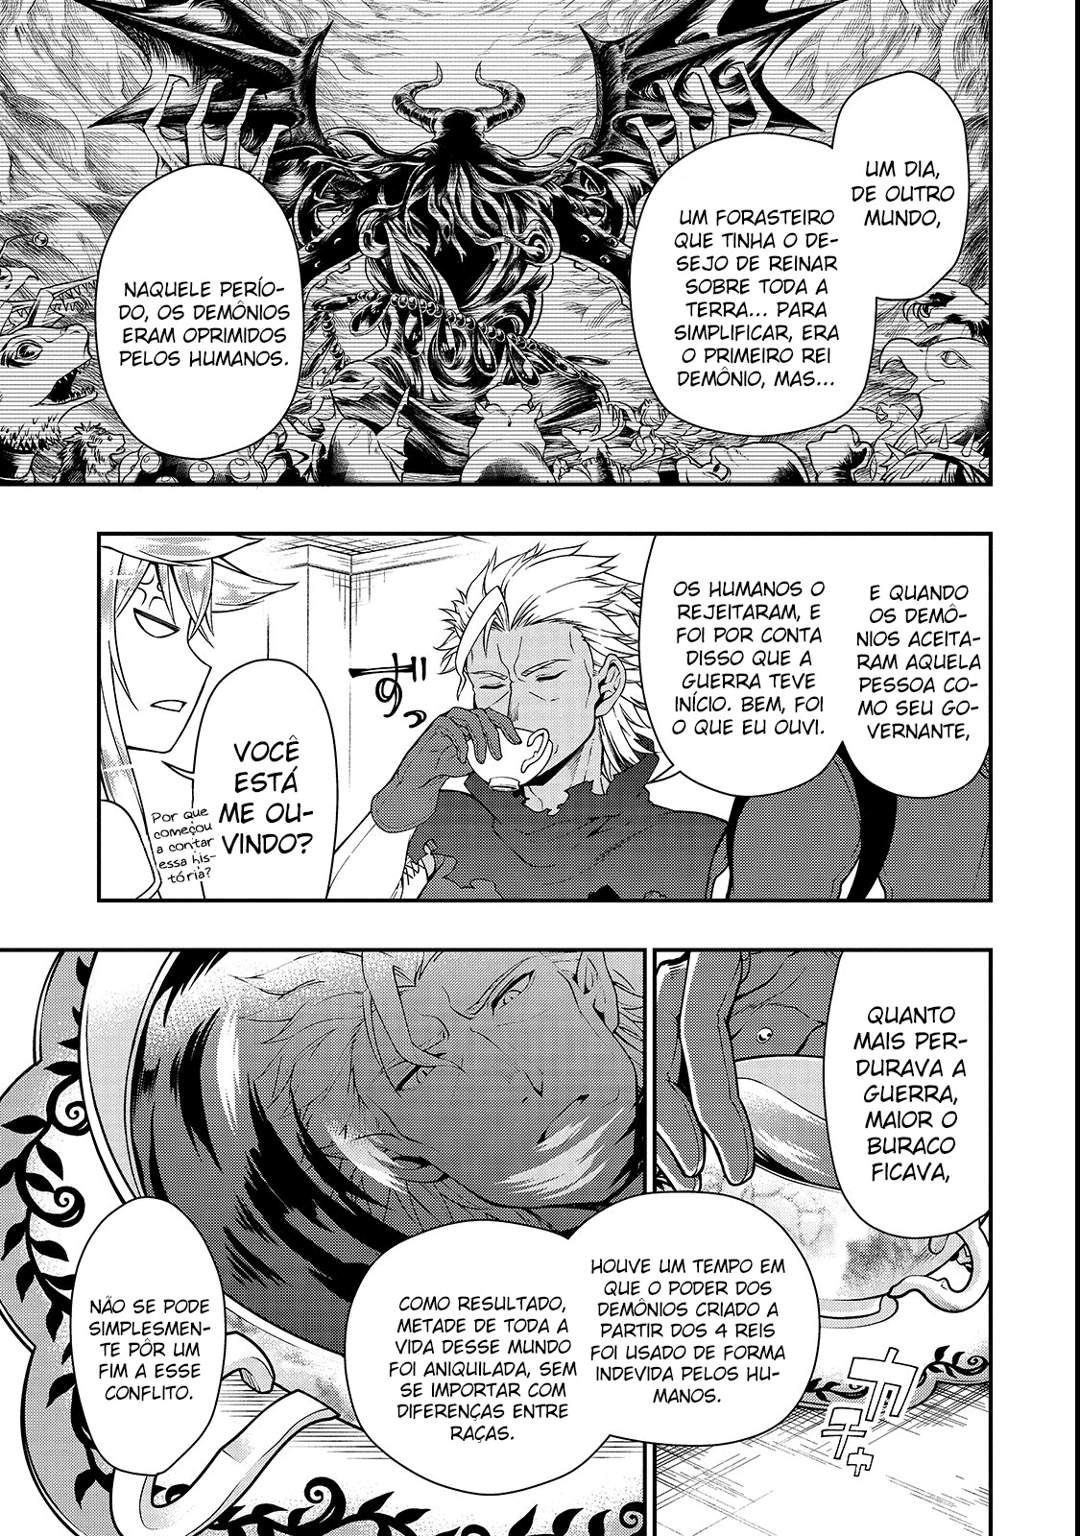 UM DIA,
DE OUTRO
MUNDO,
UM FORASTEIRO
QUE TINHA O DE-
SEJO DE REINAR
SOBRE TODA A
TERRA... PARA
SIMPLIFICAR, ERA
O PRIMEIRO REI
DEMÔNIO, MAS...
NAQUELE PERÍO-
DO, OS DEMÔNIOS
ERAM OPRIMIDOS
PELOS HUMANOS.
E QUANDO
OS DEMÔ-
NIOS ACEITA-
RAM AQUELA
PESSOA CO-
MO SEU GO-
VERNANTE,
OS HUMANOS O
REJEITARAM, E
FOI POR CONTA
DISSO QUE A
GUERRA TEVE
INÍCIO. BEM, FOI
O QUE EU OUVI.
ずっ
VOCÊ
ESTÁ
ME OU-
VINDO?
Por que
começou
a contar
essa his-
tória?
QUANTO
MAIS PER-
DURAVA A
GUERRA,
MAIOR O
BURACO
FICAVA,
HOUVE UM TEMPO EM
QUE O PODER DOS
DEMÔNIOS CRIADO A
PARTIR DOS 4 REIS
FOI USADO DE FORMA
INDEVIDA PELOS HU-
MANOS.
カチャ
COMO RESULTADO,
METADE DE TODA A
VIDA DESSE MUNDO
FOI ANIQUILADA, SEM
SE IMPORTAR COM
DIFERENÇAS ENTRE
RAÇAS.
NÃO SE PODE
SIMPLESMEN-
TE PÔR UM
FIM A ESSE
CONFLITO.